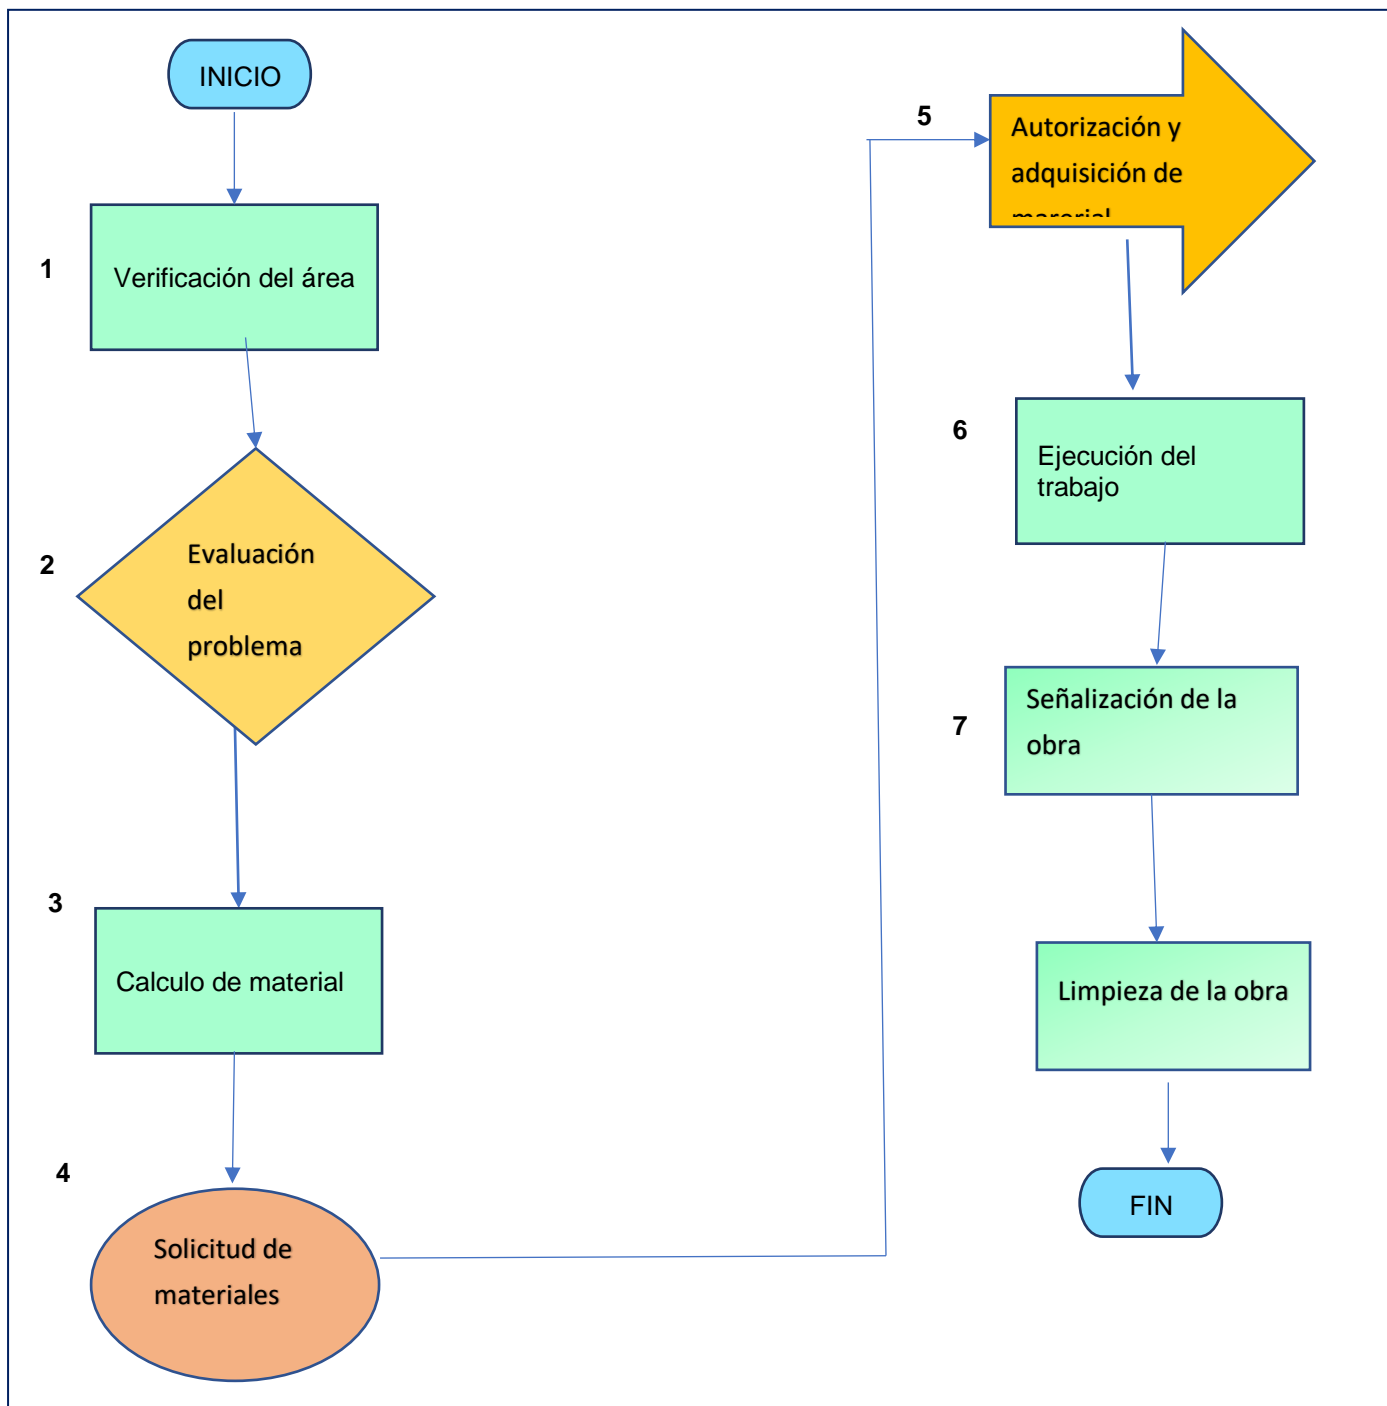 INICIO
1
Verificación del área
2
Evaluación
del
problema
3
Calculo de material
4
Solicitud de
materiales
5
Autorización y
adquisición de
6
Ejecución del
trabajo
7
Señalización de la
obra
Limpieza de la obra
FIN